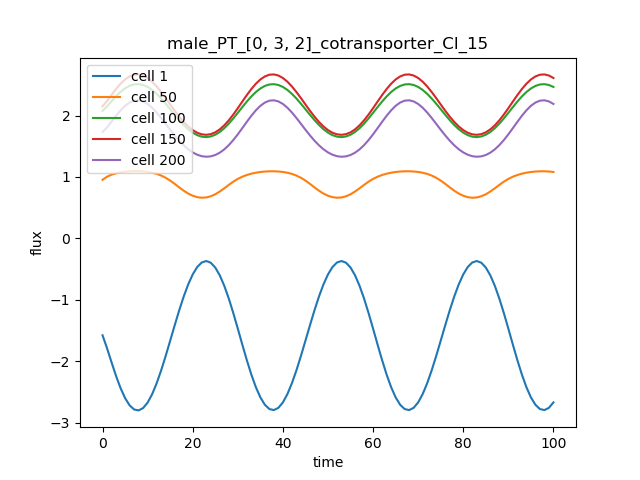 male_PT_[0, 3, 2]_cotransporter_Cl_15
cell 1
cell 50
cell 100
cell 150
cell 200
flux
2
1
0
−1
−2
−3
0
20
40
60
80
100
time